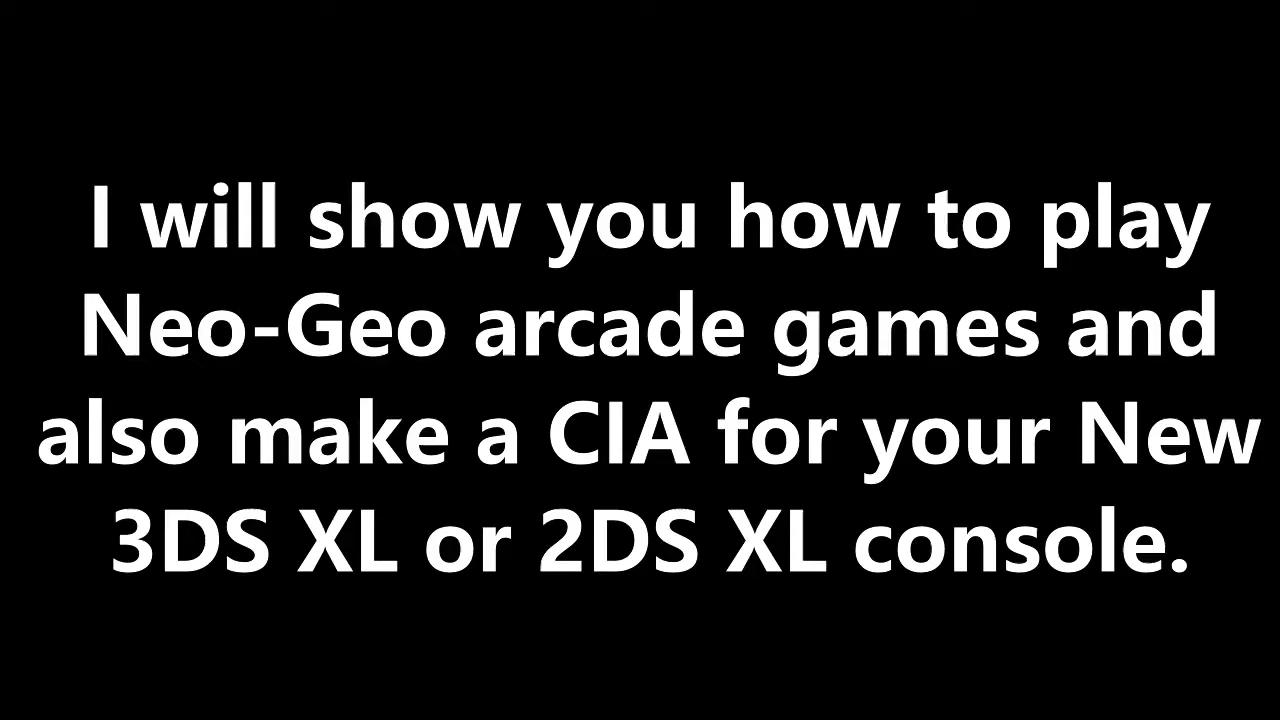 I will show you how to play
Neo-Geo arcade games and
also make a CIA for your New
3DS XL or 2DS XL console.